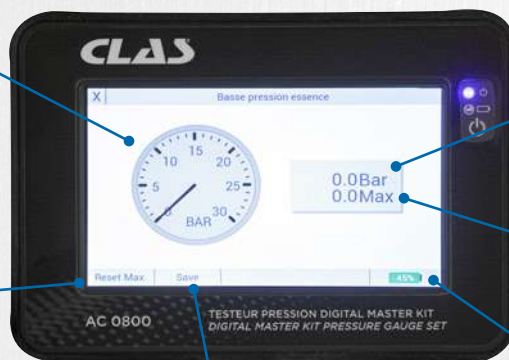 CLAS
X Basse pression essence
0 5 10 15 20 25 30
BAR
0.0Bar
0.0Max
Reset Max. Save 45%
AC 0800 TESTEUR PRESSION DIGITAL MASTER KIT
DIGITAL MASTER KIT PRESSURE GAUGE SET